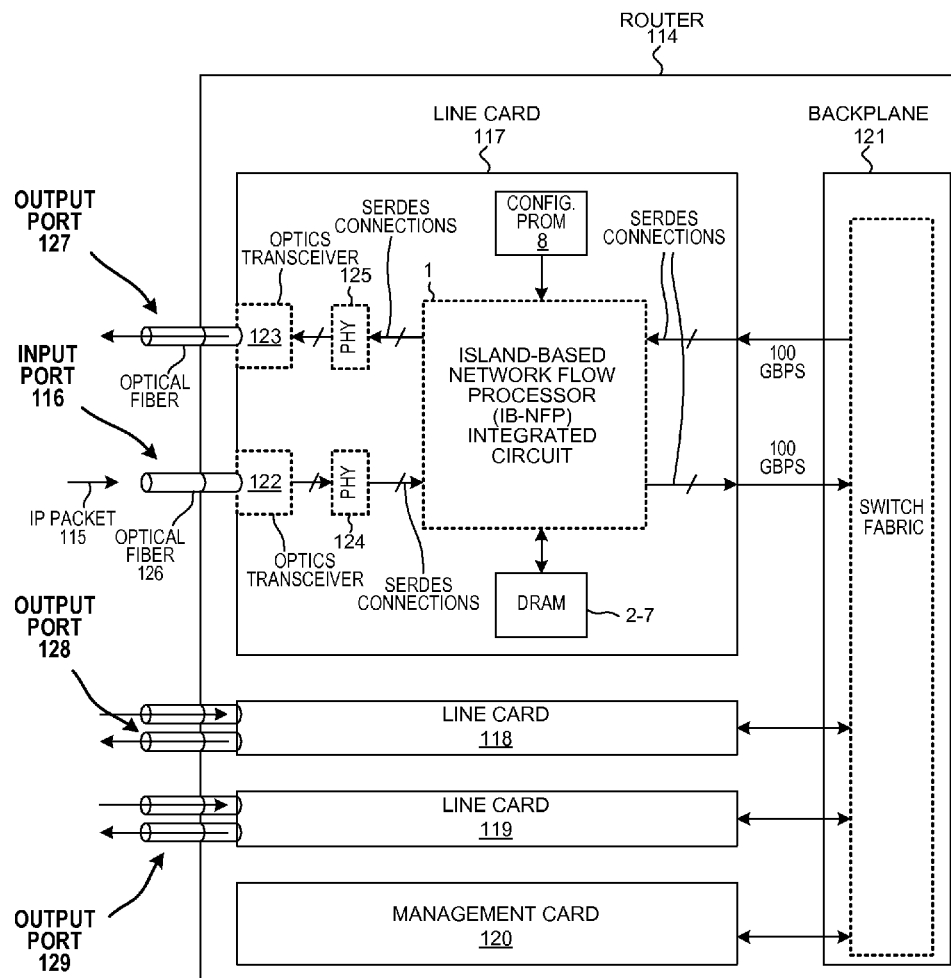 ROUTER
114
LINE CARD
117
BACKPLANE
121
OUTPUT
PORT
127
OPTICS
TRANSCEIVER
SERDES
CONNECTIONS
125
CONFIG.
PROM
8
SERDES
CONNECTIONS
1
123
PHY
OPTICAL
FIBER
100
GBPS
INPUT
PORT
116
ISLAND-BASED
NETWORK FLOW
PROCESSOR
(IB-NFP)
INTEGRATED
CIRCUIT
100
GBPS
IP PACKET
115
122
PHY
124
OPTICAL
FIBER
126
OPTICS
TRANSCEIVER
SERDES
CONNECTIONS
SWITCH
FABRIC
DRAM
2-7
OUTPUT
PORT
128
LINE CARD
118
LINE CARD
119
OUTPUT
PORT
129
MANAGEMENT CARD
120